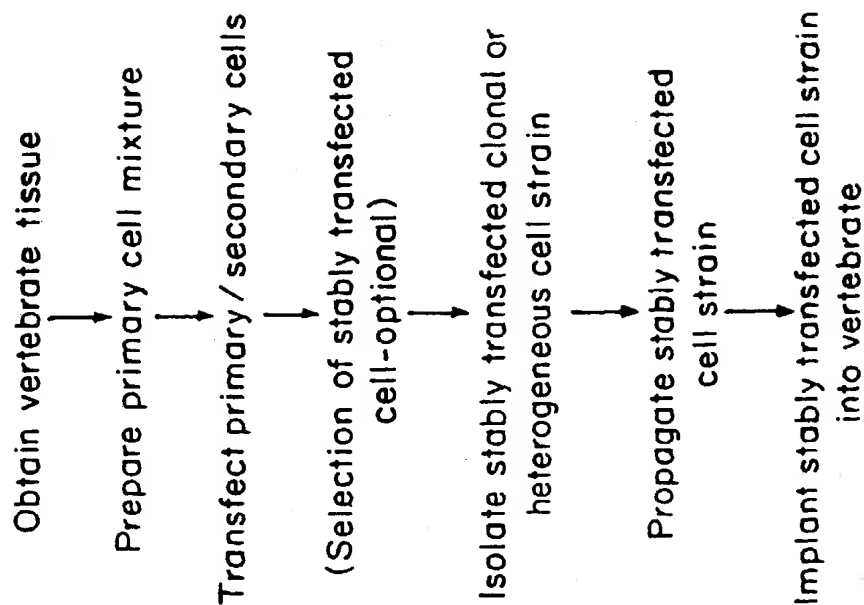 Obtain vertebrate tissue
Prepare primary cell mixture
Transfect primary/secondary cells
(Selection of stably transfected
cell-optional)
Isolate stably transfected clonal or
heterogeneous cell strain
Propagate stably transfected
cell strain
Implant stably transfected cell strain
into vertebrate